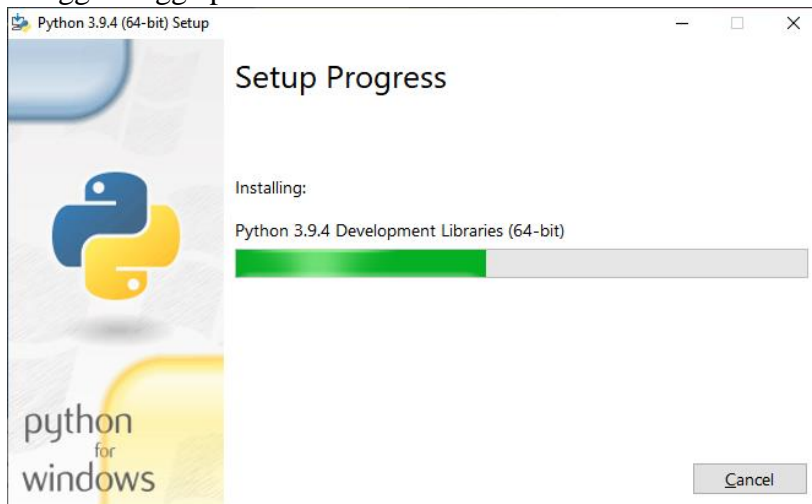 Python 3.9.4 (64-bit) Setup
Setup Progress
Installing:
Python 3.9.4 Development Libraries (64-bit)
python
for
windows
Cancel